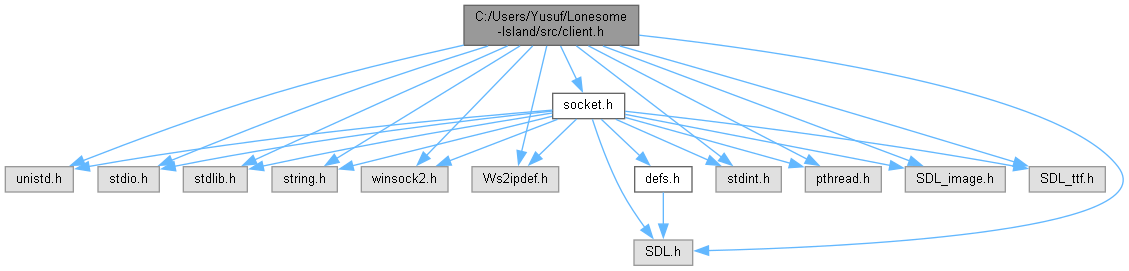 C:/Users/Yusuf/Lonesome
-Island/src/client.h
socket.h
unistd.h
stdio.h
stdlib.h
string.h
winsock2.h
Ws2ipdef.h
defs.h
stdint.h
pthread.h
SDL_image.h
SDL_ttf.h
SDL.h